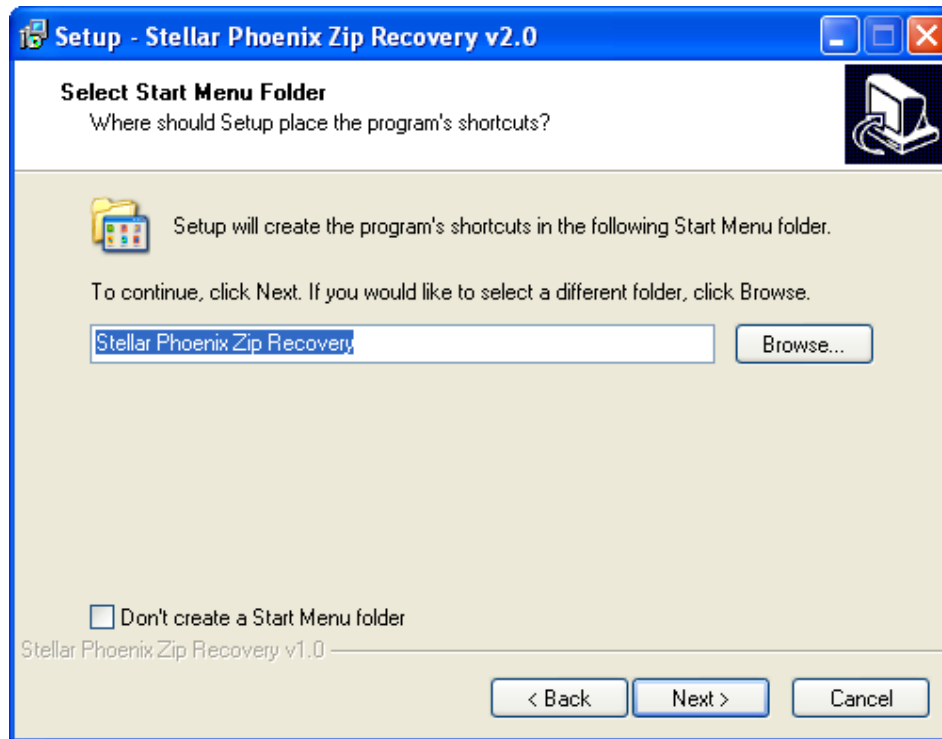 Setup - Stellar Phoenix Zip Recovery v2.0
Select Start Menu Folder
Where should Setup place the program's shortcuts?
Setup will create the program's shortcuts in the following Start Menu folder.
To continue, click Next. If you would like to select a different folder, click Browse.
Stellar Phoenix Zip Recovery
Browse...
Don't create a Start Menu folder
Stellar Phoenix Zip Recovery v1.0
< Back
Next >
Cancel